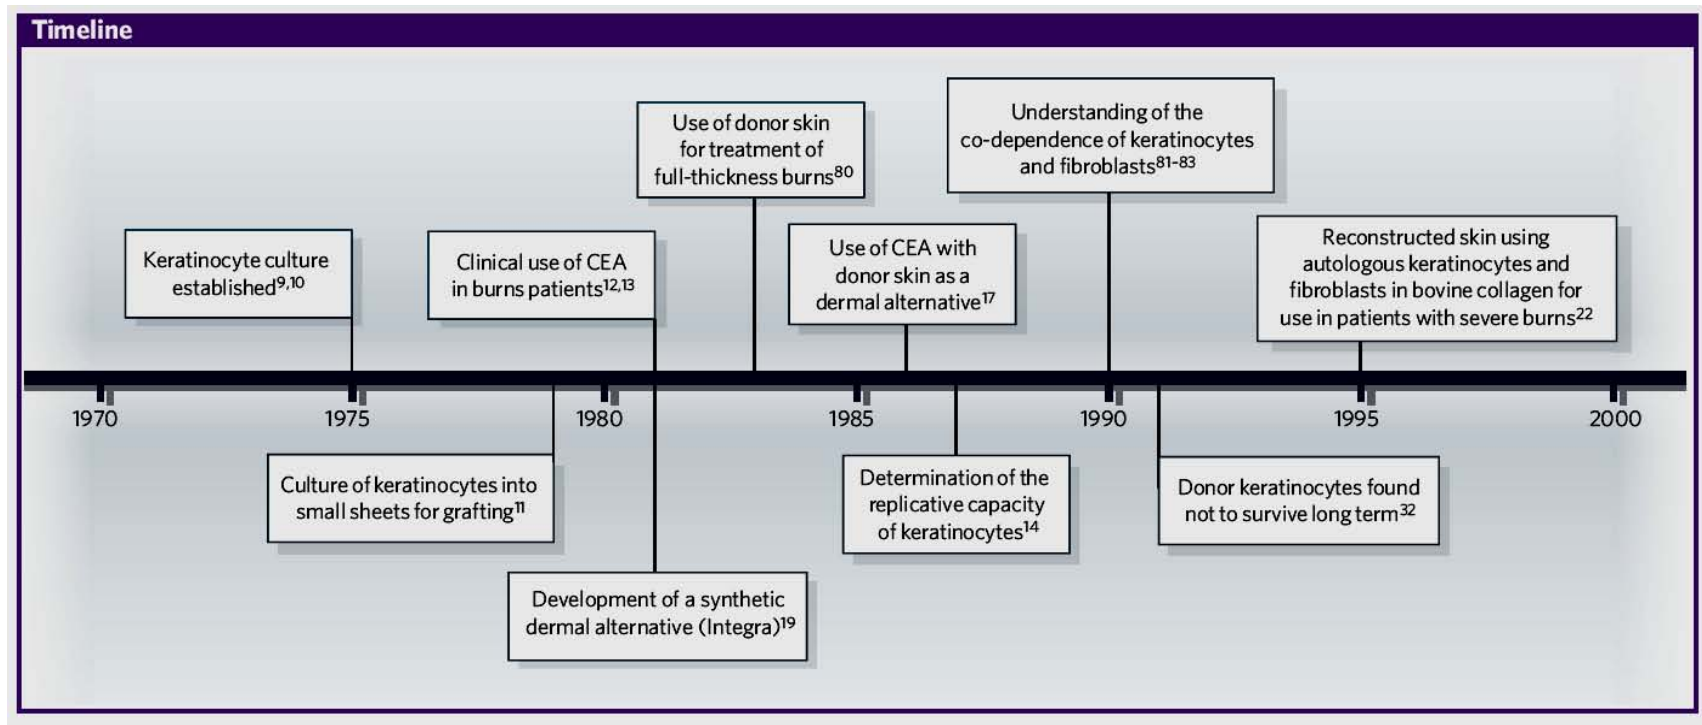 Timeline
Understanding of the
co-dependence of keratinocytes
and fibroblasts81-83
Use of donor skin
for treatment of
full-thickness burns80
Reconstructed skin using
autologous keratinocytes and
fibroblasts in bovine collagen for
use in patients with severe burns22
Keratinocyte culture
established9,10
Clinical use of CEA
in burns patients12,13
Use of CEA with
donor skin as a
dermal alternative17
1970
1975
1980
1985
1990
1995
2000
Culture of keratinocytes into
small sheets for grafting11
Determination of the
replicative capacity
of keratinocytes14
Donor keratinocytes found
not to survive long term32
Development of a synthetic
dermal alternative (Integra)19